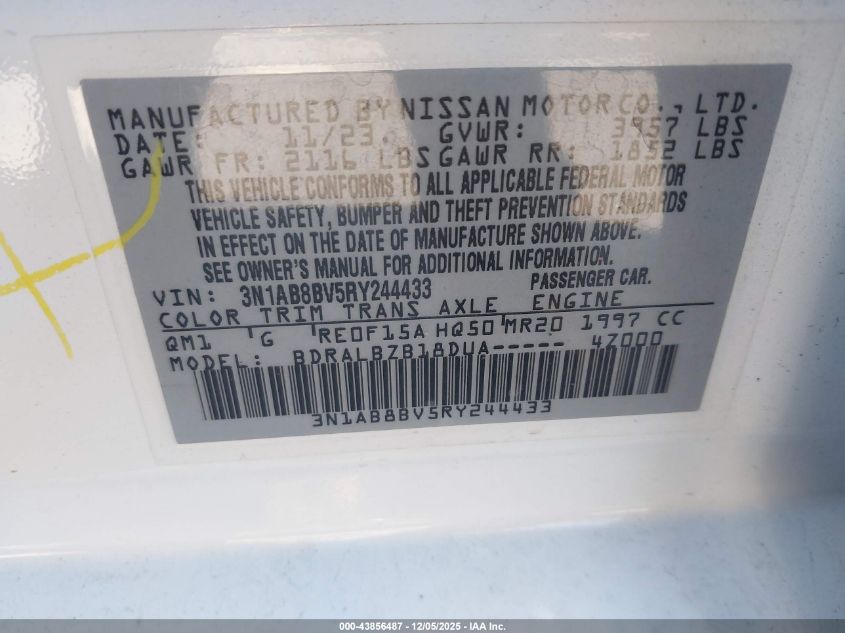 MANUFACTURED BY NISSAN MOTOR CO., LTD.
DATE: 11/23 GVWR: 3957 LBS
GAWR FR: 2116 LBS GAWR RR: 1852 LBS
THIS VEHICLE CONFORMS TO ALL APPLICABLE FEDERAL MOTOR
VEHICLE SAFETY, BUMPER AND THEFT PREVENTION STANDARDS
IN EFFECT ON THE DATE OF MANUFACTURE SHOWN ABOVE.
SEE OWNER'S MANUAL FOR ADDITIONAL INFORMATION.
VIN: 3N1AB8BV5RY244433 PASSENGER CAR.
COLOR TRIM TRANS AXLE ENGINE
QM1 G RE0F15A HQ50 MR20 1997 CC
MODEL: BDRALBZB18DUA----- 4Z000
3N1AB8BV5RY244433
000-43856487 - 12/05/2025 - IAA Inc.